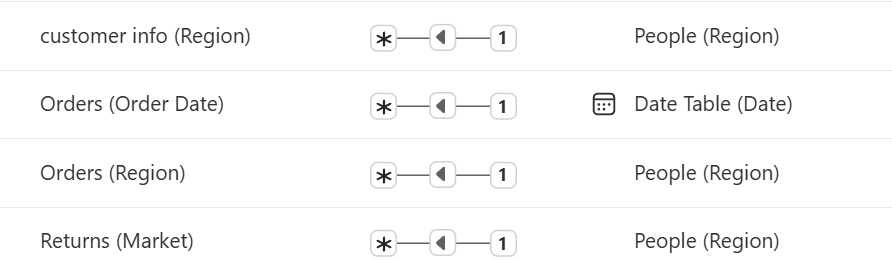 customer info (Region) * 1 People (Region)
Orders (Order Date) * 1 Date Table (Date)
Orders (Region) * 1 People (Region)
Returns (Market) * 1 People (Region)